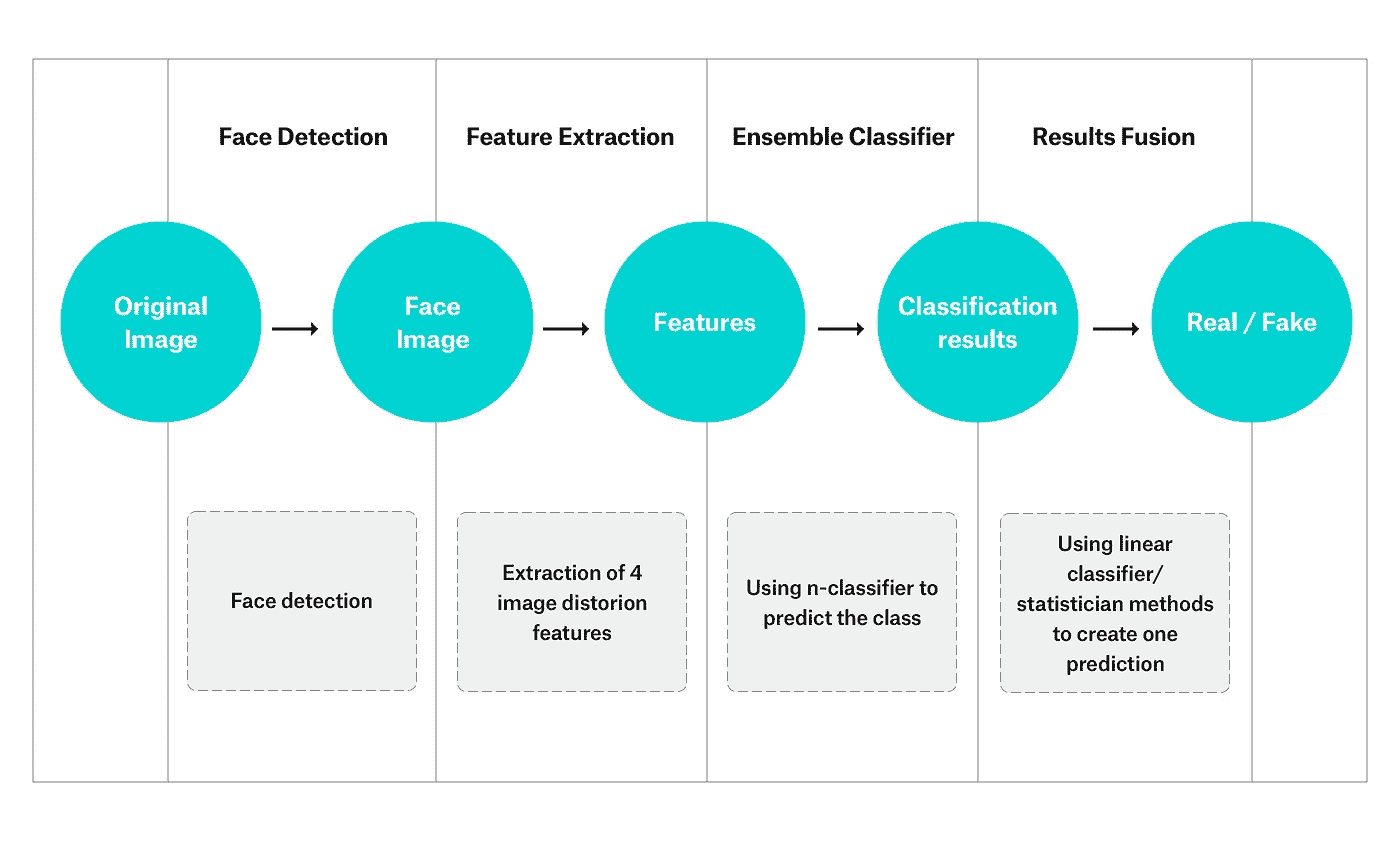 Face Detection
Feature Extraction
Ensemble Classifier
Results Fusion
Original
Image
Face
Image
Features
Classification
results
Real / Fake
Face detection
Extraction of 4
image distorion
features
Using n-classifier to
predict the class
Using linear
classifier/
statistician methods
to create one
prediction